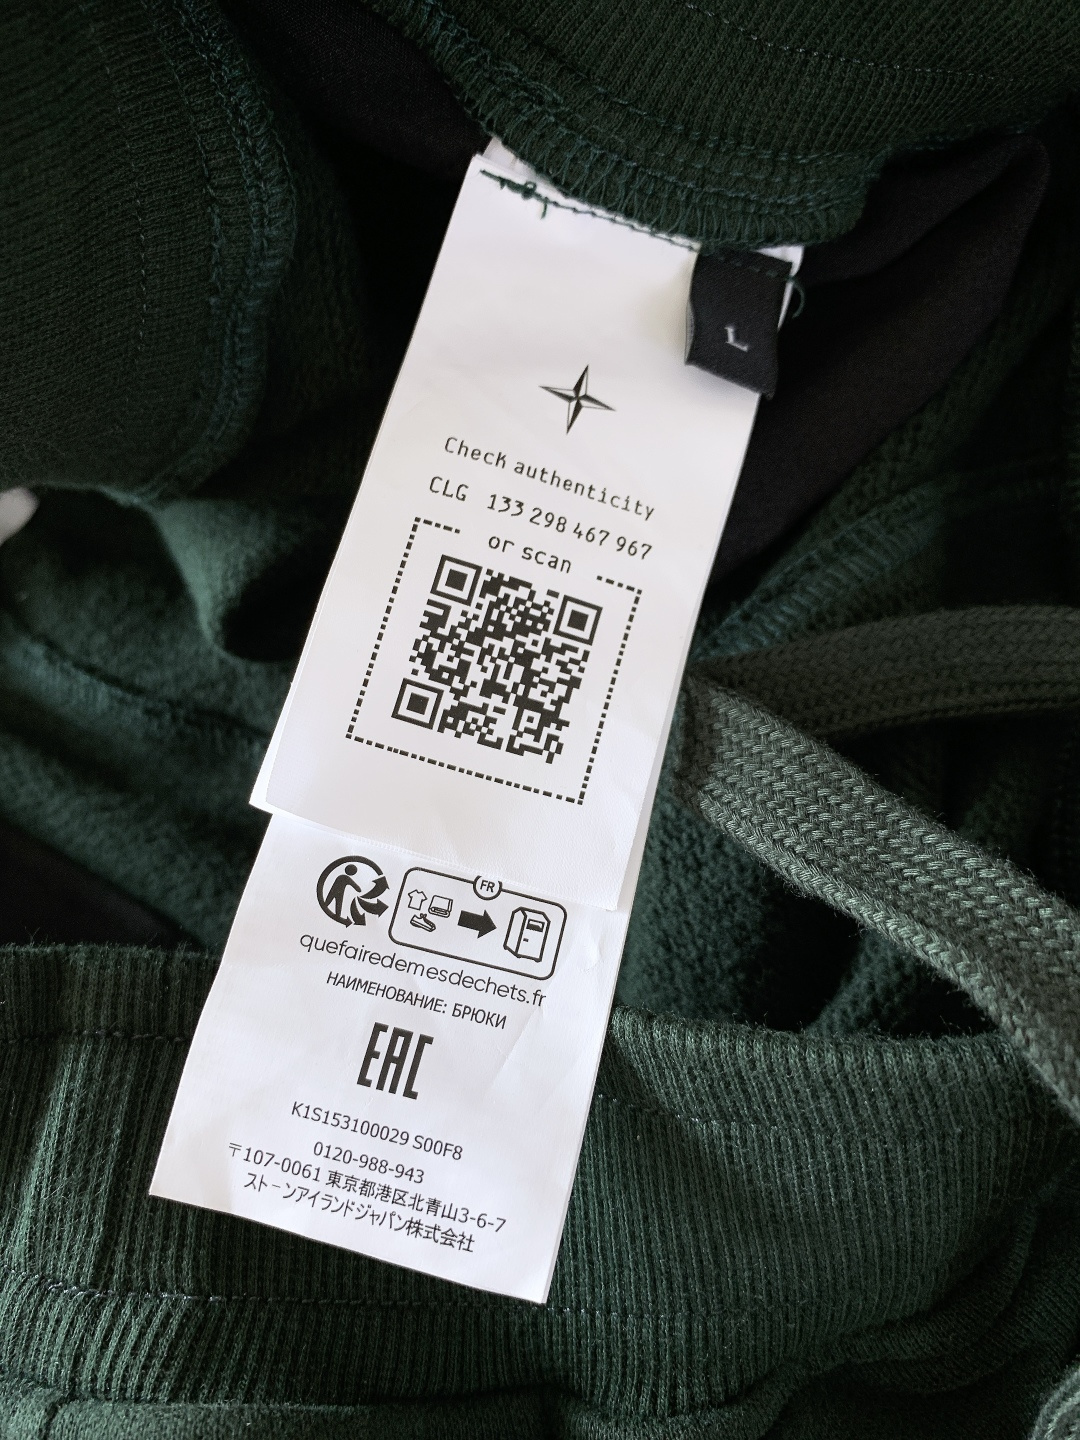 L
Check authenticity
CLG 133 298 467 967
or scan
FR
quefairedemesdechets.fr
НАИМЕНОВАНИЕ: БРЮКИ
EAC
K1S153100029 S00F8
0120-988-943
〒107-0061 東京都港区北青山3-6-7
ストーンアイランドジャパン株式会社